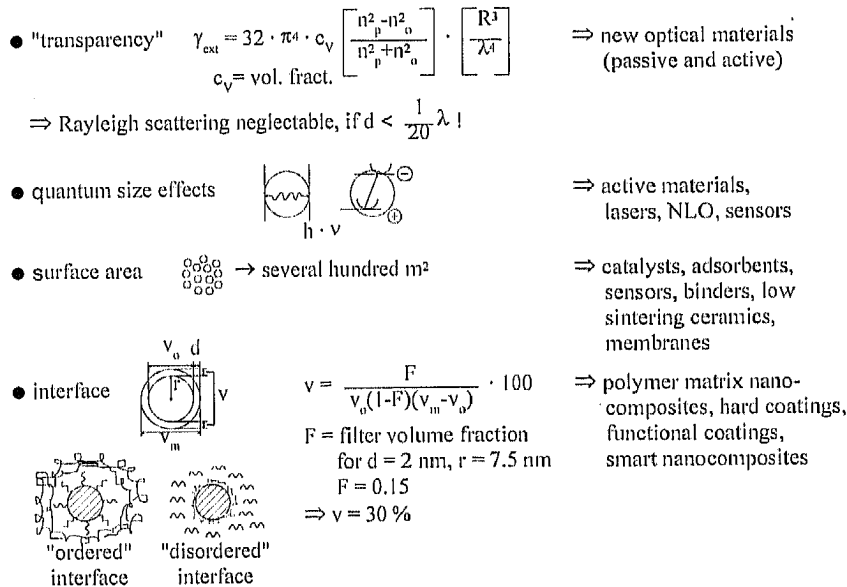 ● "transparency" γext = 32 · π⁴ · cv [n²p-n²o / n²p+n²o] · [R³ / λ⁴] ⇒ new optical materials
cv = vol. fract. (passive and active)
⇒ Rayleigh scattering neglectable, if d < 1/20 λ !
● quantum size effects ⊖ ⊕ ⇒ active materials,
h · ν lasers, NLO, sensors
● surface area → several hundred m² ⇒ catalysts, adsorbents,
sensors, binders, low
sintering ceramics,
membranes
vo d
● interface r v vm v = F / vo(1-F)(vm-vo) · 100 ⇒ polymer matrix nano-
composites, hard coatings,
F = filter volume fraction functional coatings,
for d = 2 nm, r = 7.5 nm smart nanocomposites
F = 0.15
⇒ v = 30 %
"ordered" "disordered"
interface interface